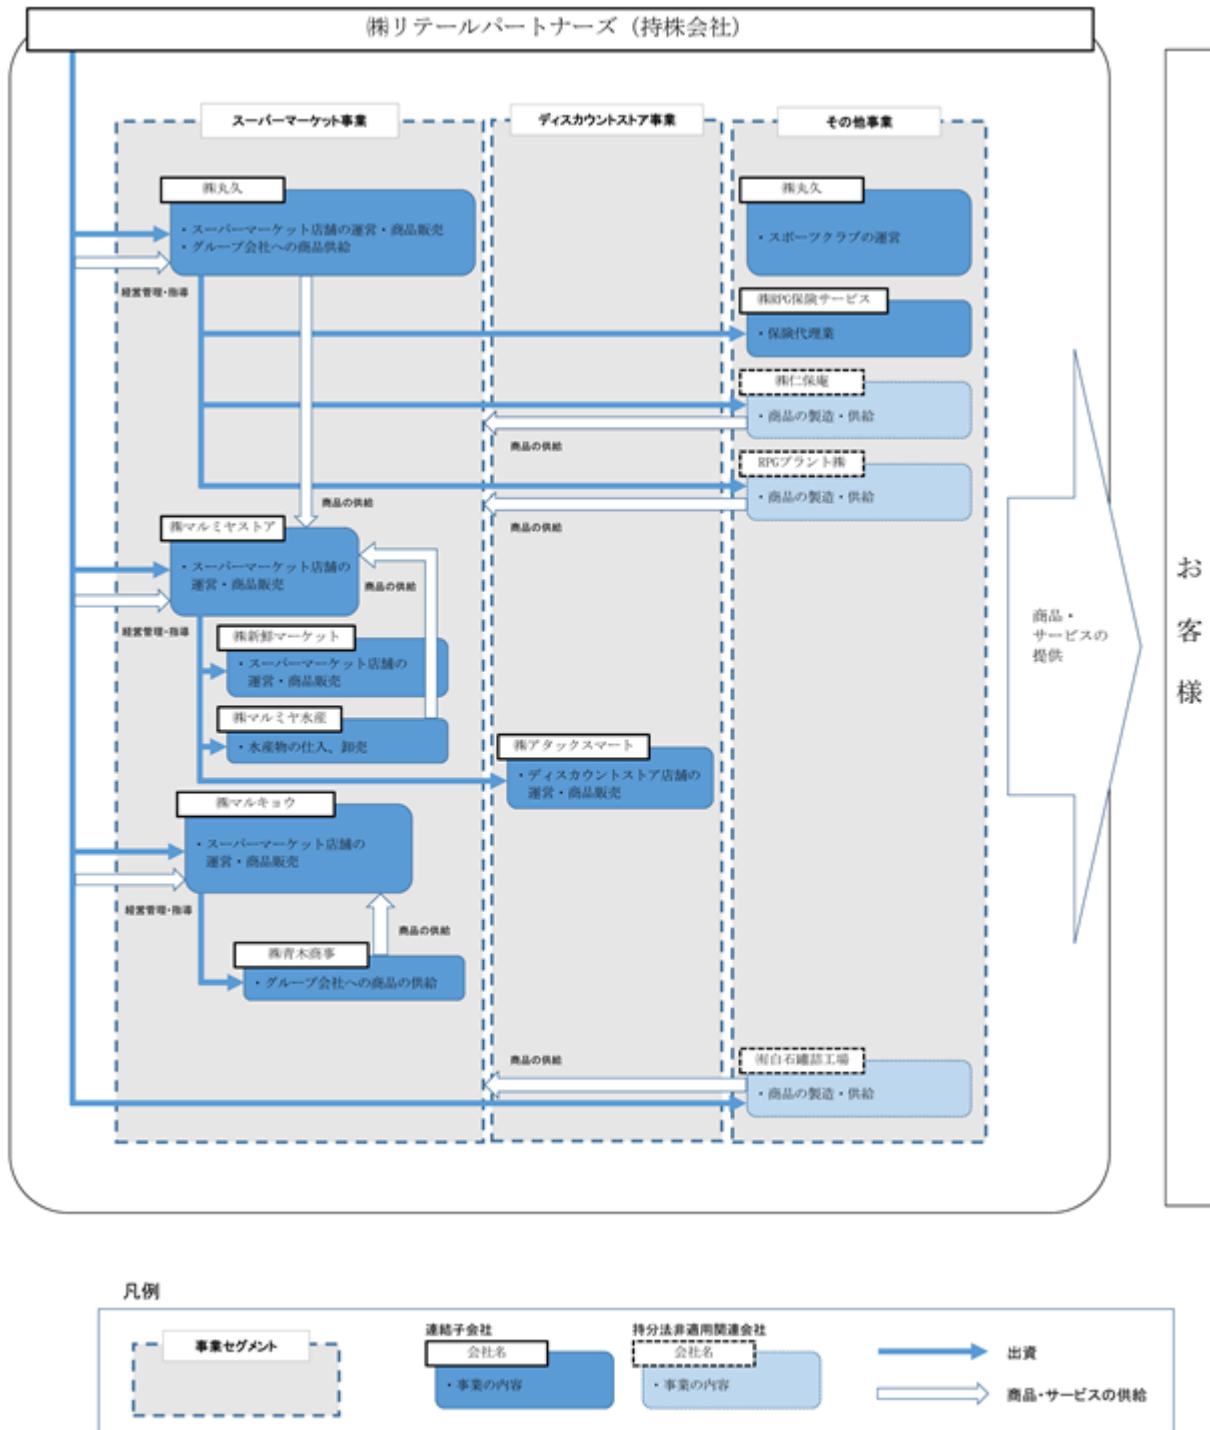 ㈱リテールパートナーズ（持株会社）
スーパーマーケット事業
ディスカウントストア事業
その他事業
㈱丸久
・スーパーマーケット店舗の運営・商品販売
・グループ会社への商品供給
経営管理・指導
㈱丸久
・スポーツクラブの運営
㈱RPG保険サービス
・保険代理業
㈱仁保庵
・商品の製造・供給
商品の供給
RPGプラント㈱
・商品の製造・供給
商品の供給
商品の供給
㈱マルミヤストア
・スーパーマーケット店舗の
運営・商品販売
商品の供給
経営管理・指導
㈱新鮮マーケット
・スーパーマーケット店舗の
運営・商品販売
㈱マルミヤ水産
・水産物の仕入、卸売
㈱アタックスマート
・ディスカウントストア店舗の
運営・商品販売
㈱マルキョウ
・スーパーマーケット店舗の
運営・商品販売
経営管理・指導
商品の供給
㈱青木商事
・グループ会社への商品の供給
商品の供給
㈲白石罐詰工場
・商品の製造・供給
商品・
サービスの
提供
お
客
様
凡例
事業セグメント
連結子会社
会社名
・事業の内容
持分法非適用関連会社
会社名
・事業の内容
出資
商品・サービスの供給